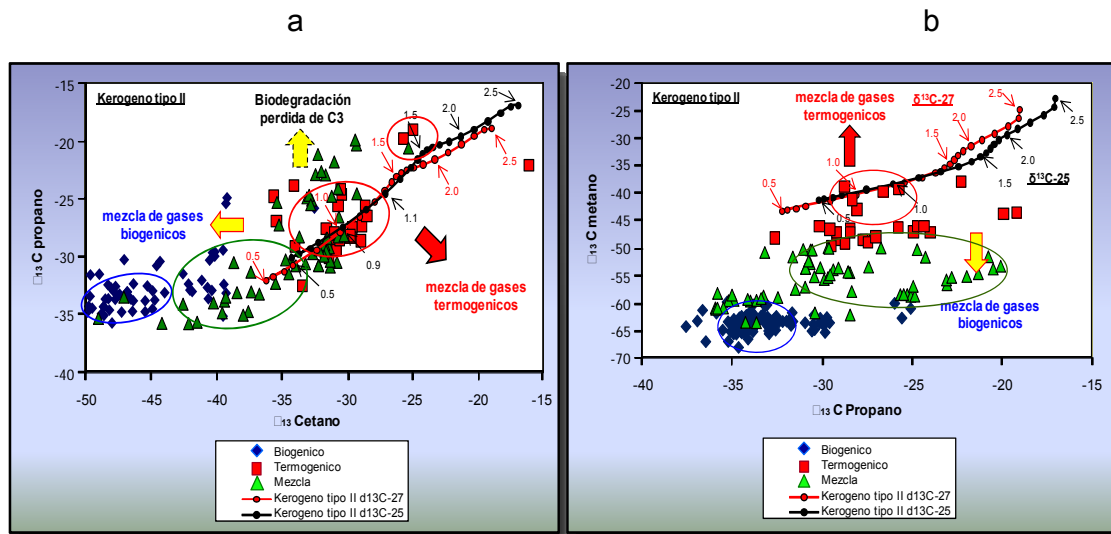 a
b
-15
-20
-25
-30
-35
-40
-50
-45
-40
-35
-30
-25
-20
-15
□13 C propano
□13 Cetano
Kerogeno tipo II
Biodegradación
perdida de C3
mezcla de gases
biogenicos
mezcla de gases
termogenicos
0.5
1.0
1.5
2.0
2.5
0.5
0.9
1.1
1.5
2.0
2.5
Biogenico
Termogenico
Mezcla
Kerogeno tipo II d13C-27
Kerogeno tipo II d13C-25
-20
-25
-30
-35
-40
-45
-50
-55
-60
-65
-70
-40
-35
-30
-25
-20
-15
□13 C metano
□13 C Propano
Kerogeno tipo II
mezcla de gases
termogenicos
δ13C-27
δ13C-25
mezcla de gases
biogenicos
0.5
1.0
1.5
2.0
2.5
0.5
1.0
1.5
2.0
2.5
Biogenico
Termogenico
Mezcla
Kerogeno tipo II d13C-27
Kerogeno tipo II d13C-25